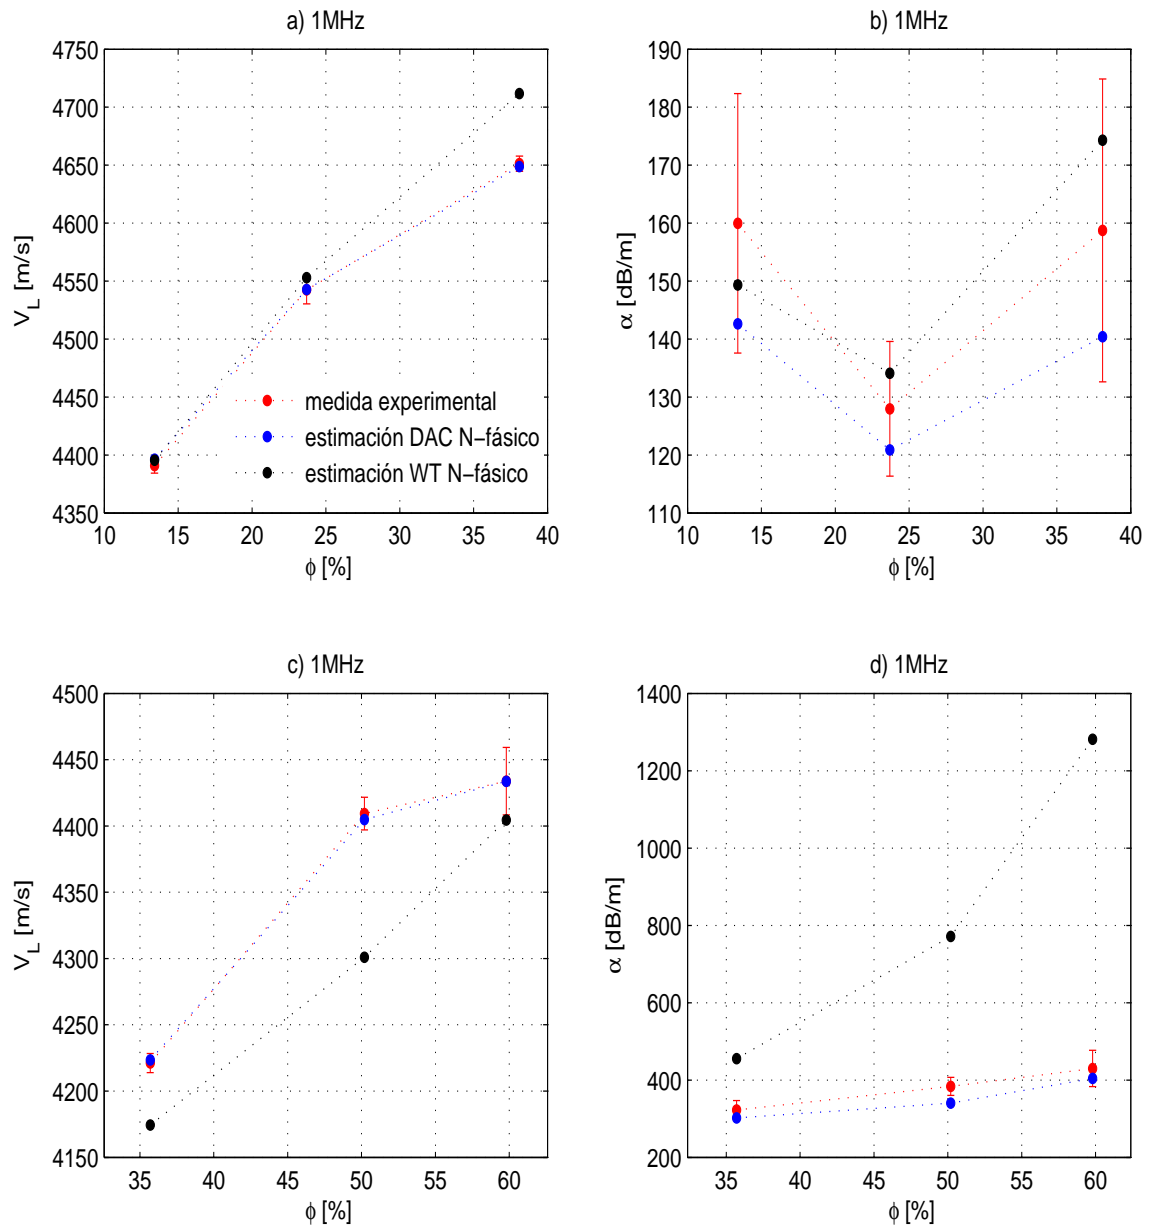 a) 1MHz
4750
4700
4650
4600
4550
4500
4450
4400
4350
V_L [m/s]
medida experimental
estimación DAC N−fásico
estimación WT N−fásico
10 15 20 25 30 35 40
ϕ [%]
b) 1MHz
190
180
170
160
150
140
130
120
110
α [dB/m]
10 15 20 25 30 35 40
ϕ [%]
c) 1MHz
4500
4450
4400
4350
4300
4250
4200
4150
V_L [m/s]
35 40 45 50 55 60
ϕ [%]
d) 1MHz
1400
1200
1000
800
600
400
200
α [dB/m]
35 40 45 50 55 60
ϕ [%]